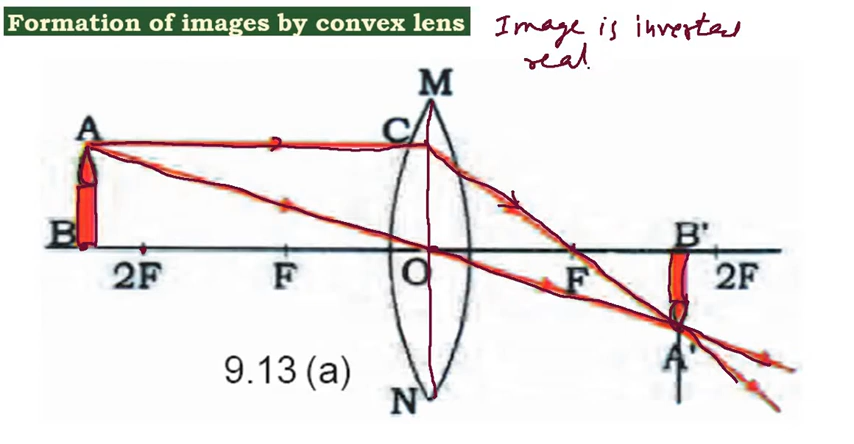 Formation of images by convex lens
Image is inverted
real.
M
A
C
B
2F
F
O
F
B'
2F
A'
9.13 (a)
N